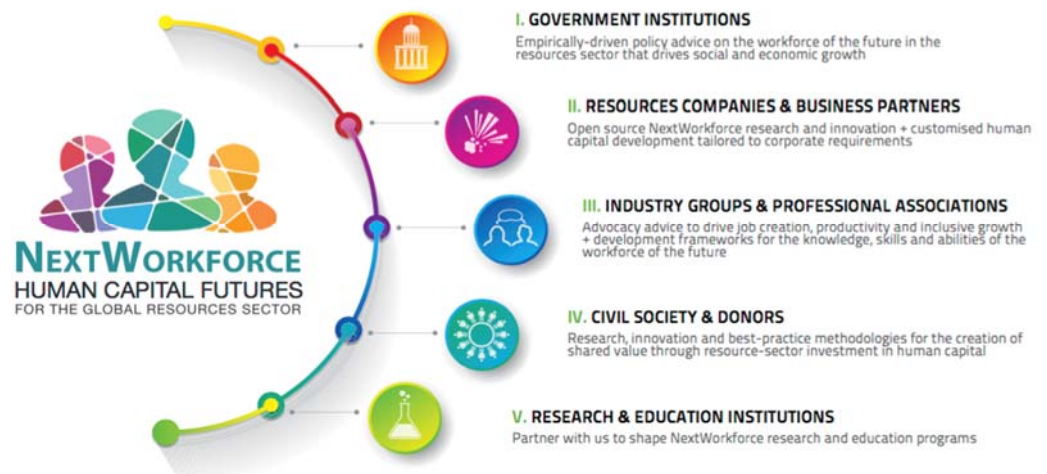 NEXTWORKFORCE
HUMAN CAPITAL FUTURES
FOR THE GLOBAL RESOURCES SECTOR
I. GOVERNMENT INSTITUTIONS
Empirically-driven policy advice on the workforce of the future in the
resources sector that drives social and economic growth
II. RESOURCES COMPANIES & BUSINESS PARTNERS
Open source NextWorkforce research and innovation + customised human
capital development tailored to corporate requirements
III. INDUSTRY GROUPS & PROFESSIONAL ASSOCIATIONS
Advocacy advice to drive job creation, productivity and inclusive growth
+ development frameworks for the knowledge, skills and abilities of the
workforce of the future
IV. CIVIL SOCIETY & DONORS
Research, innovation and best-practice methodologies for the creation of
shared value through resource-sector investment in human capital
V. RESEARCH & EDUCATION INSTITUTIONS
Partner with us to shape NextWorkforce research and education programs